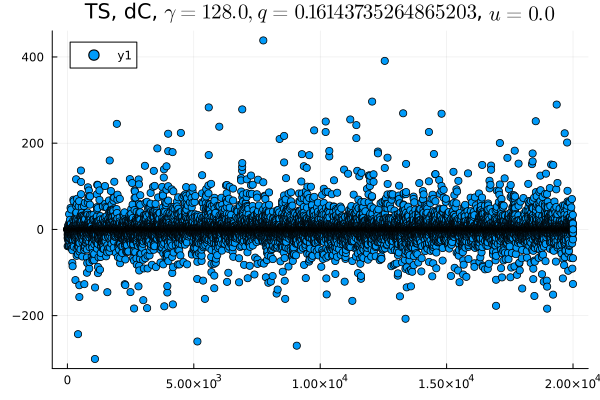 TS, dC, γ = 128.0, q = 0.16143735264865203, u = 0.0
y1
400
200
0
−200
0 5.00×10³ 1.00×10⁴ 1.50×10⁴ 2.00×10⁴